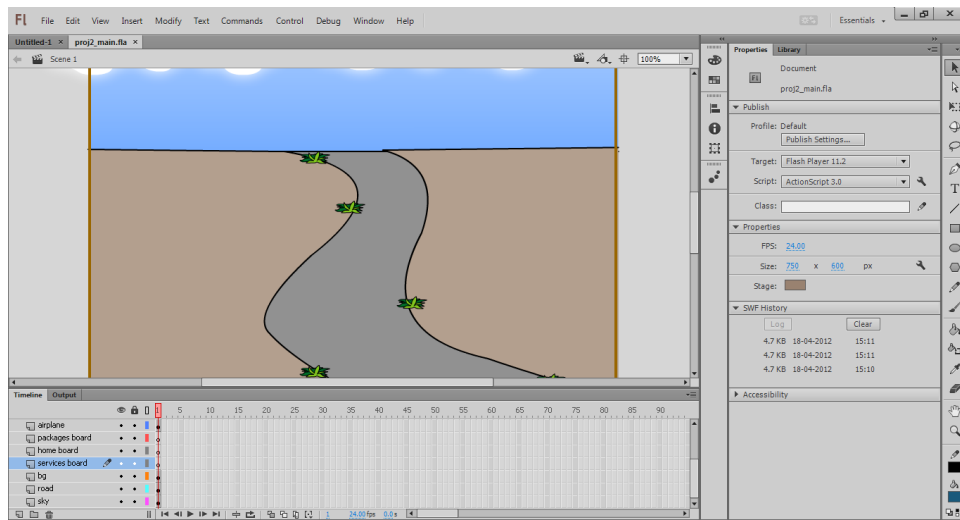 Fl File Edit View Insert Modify Text Commands Control Debug Window Help Essentials
Untitled-1 × proj2_main.fla ×
Scene 1 100%
Properties Library
Document
Fl
proj2_main.fla
Publish
Profile: Default
Publish Settings...
Target: Flash Player 11.2
Script: ActionScript 3.0
Class:
Properties
FPS: 24.00
Size: 750 x 600 px
Stage:
SWF History
Log Clear
4.7 KB 18-04-2012 15:11
4.7 KB 18-04-2012 15:11
4.7 KB 18-04-2012 15:10
Accessibility
Timeline Output
1 5 10 15 20 25 30 35 40 45 50 55 60 65 70 75 80 85 90
airplane
packages board
home board
services board
bg
road
sky
1 24.00 fps 0.0 s